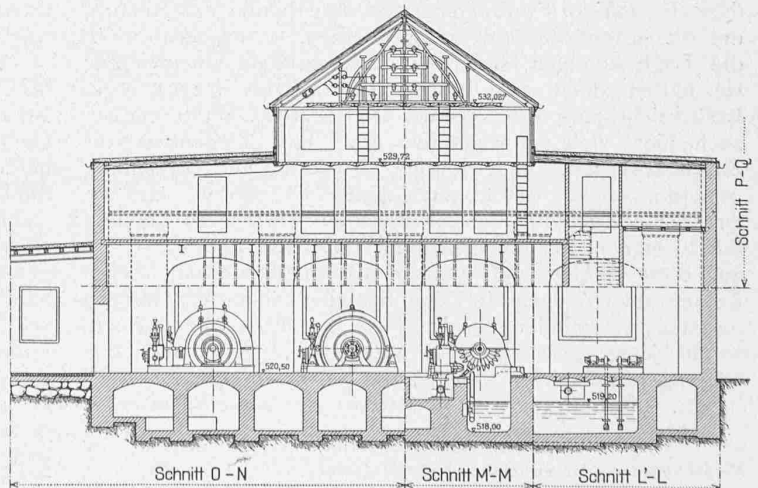 532,027
529,72
Schnitt P-Q
520,50
519,20
518,00
Schnitt O-N
Schnitt M'-M
Schnitt L'-L